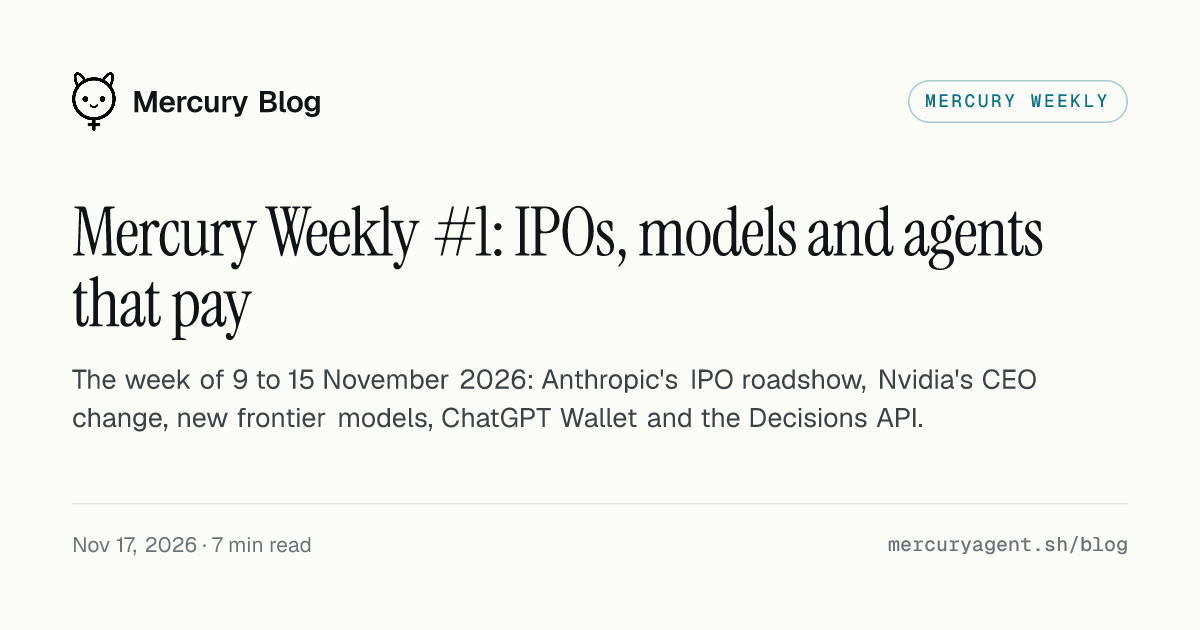 Mercury Blog
MERCURY WEEKLY
Mercury Weekly #1: IPOs, models and agents
that pay
The week of 9 to 15 November 2026: Anthropic's IPO roadshow, Nvidia's CEO
change, new frontier models, ChatGPT Wallet and the Decisions API.
Nov 17, 2026 · 7 min read
mercuryagent.sh/blog